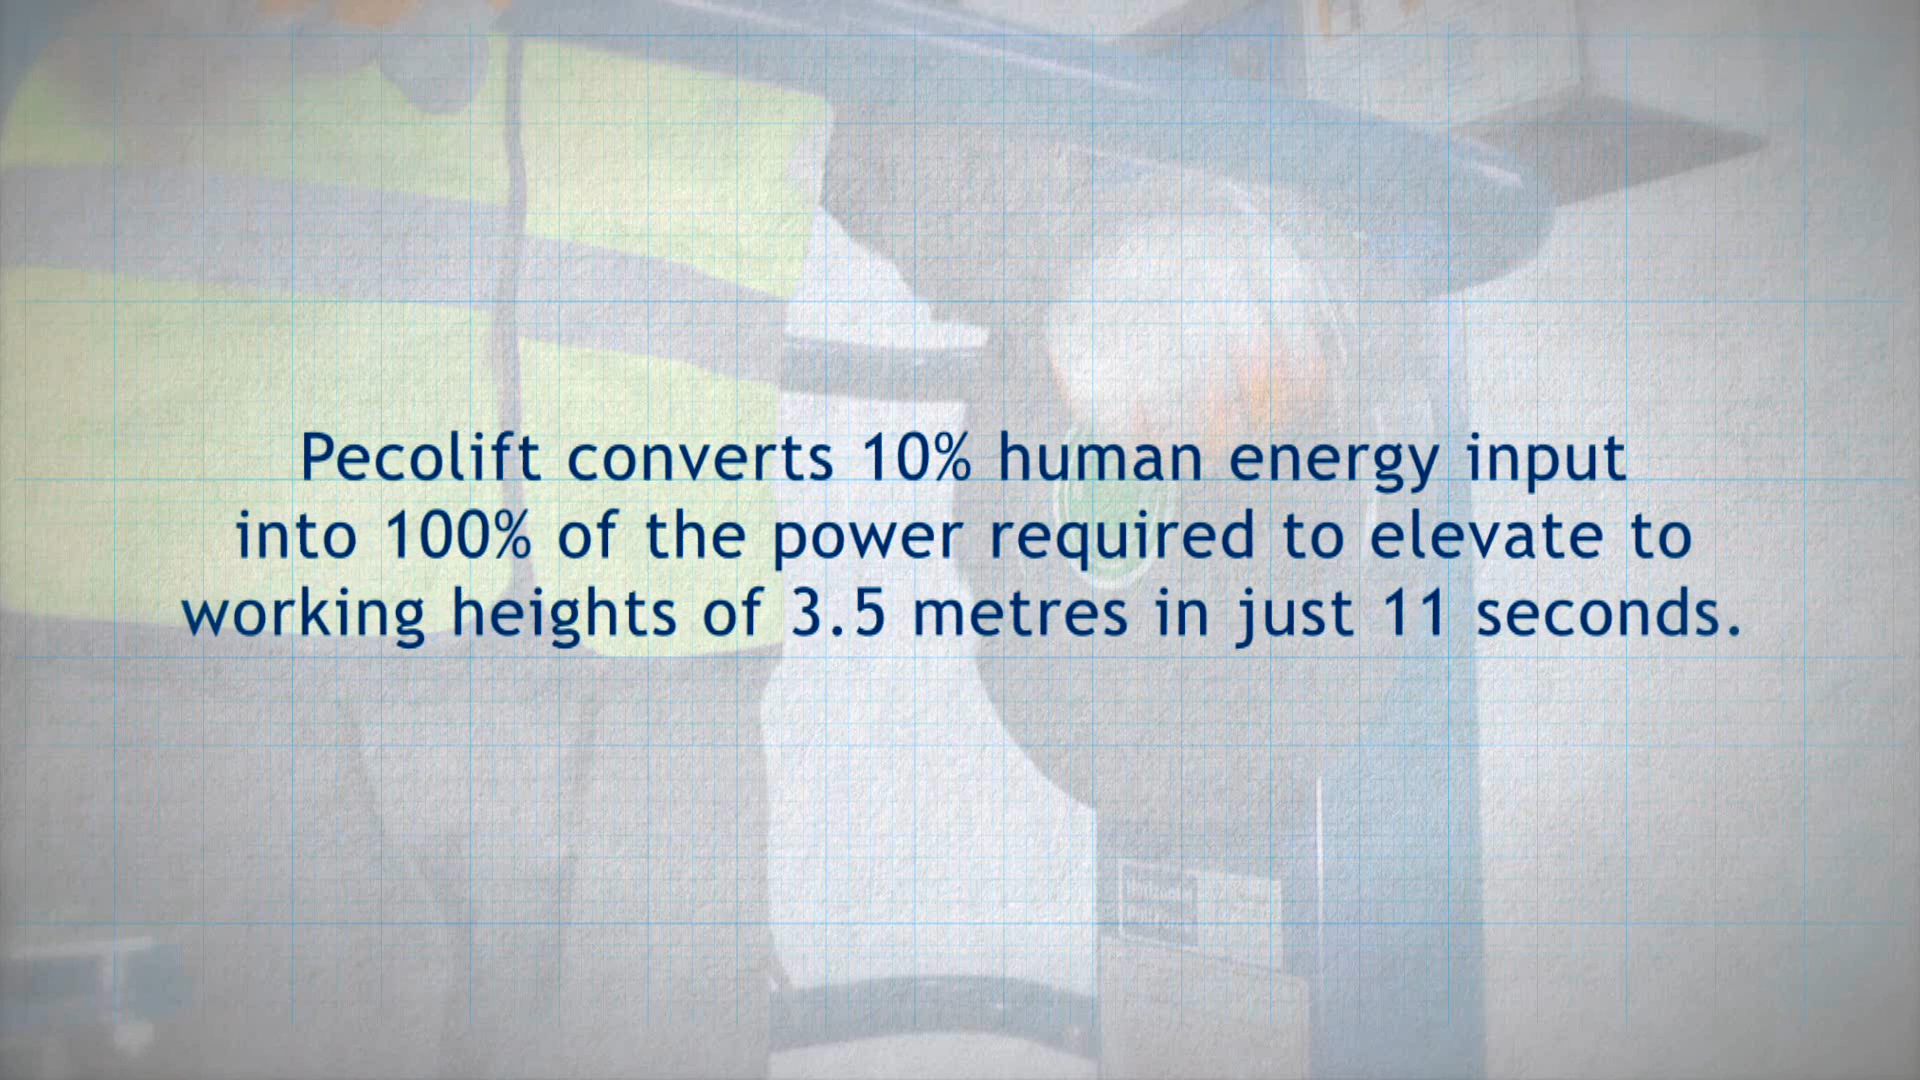 Pecolift converts 10% human energy input
into 100% of the power required to elevate to
working heights of 3.5 metres in just 11 seconds.